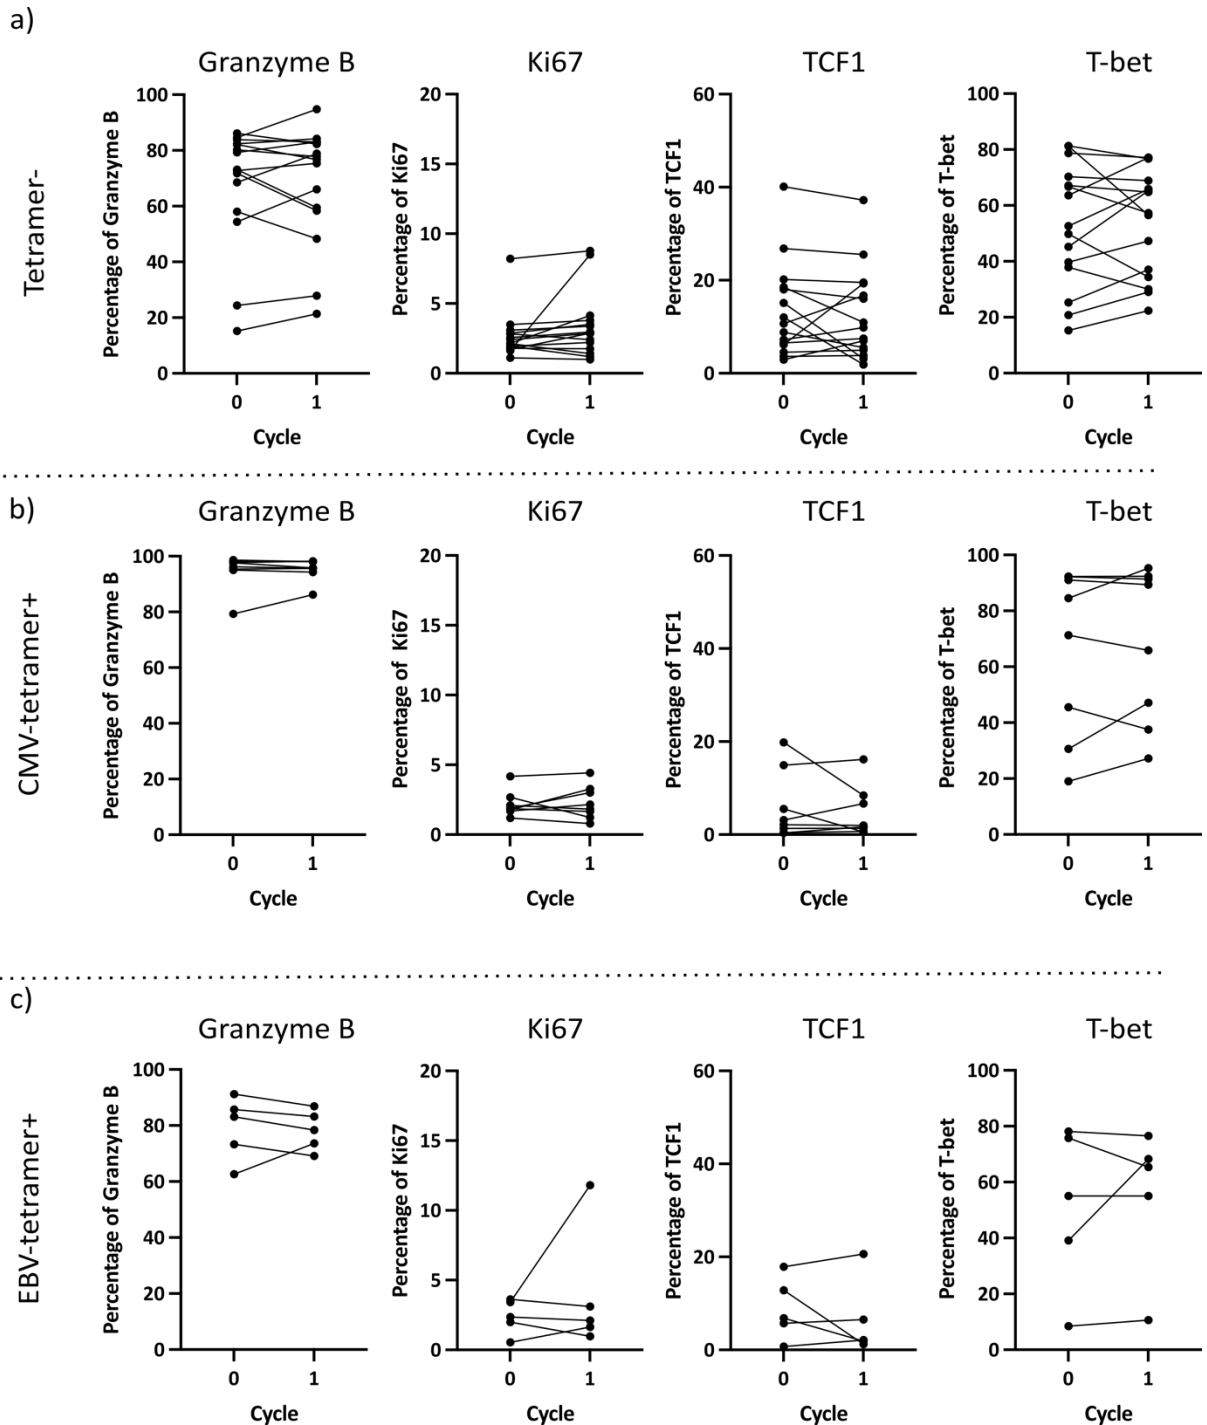 a)
Granzyme B Ki67 TCF1 T-bet
Tetramer-
Percentage of Granzyme B
100
80
60
40
20
0
0 1
Cycle
Percentage of Ki67
20
15
10
5
0
0 1
Cycle
Percentage of TCF1
60
40
20
0
0 1
Cycle
Percentage of T-bet
100
80
60
40
20
0
0 1
Cycle
b)
Granzyme B Ki67 TCF1 T-bet
CMV-tetramer+
Percentage of Granzyme B
100
80
60
40
20
0
0 1
Cycle
Percentage of Ki67
20
15
10
5
0
0 1
Cycle
Percentage of TCF1
60
40
20
0
0 1
Cycle
Percentage of T-bet
100
80
60
40
20
0
0 1
Cycle
c)
Granzyme B Ki67 TCF1 T-bet
EBV-tetramer+
Percentage of Granzyme B
100
80
60
40
20
0
0 1
Cycle
Percentage of Ki67
20
15
10
5
0
0 1
Cycle
Percentage of TCF1
60
40
20
0
0 1
Cycle
Percentage of T-bet
100
80
60
40
20
0
0 1
Cycle